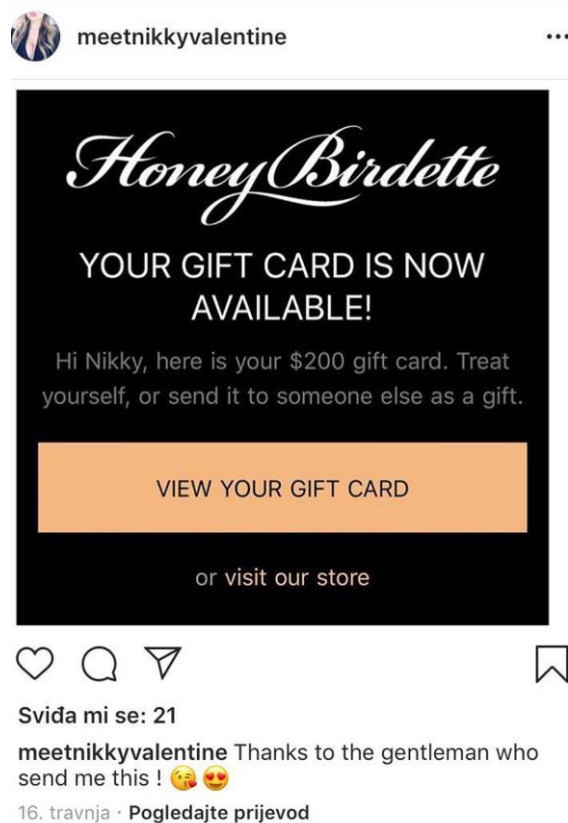 meetnikkyvalentine
Honey Birdette
YOUR GIFT CARD IS NOW
AVAILABLE!
Hi Nikky, here is your $200 gift card. Treat
yourself, or send it to someone else as a gift.
VIEW YOUR GIFT CARD
or visit our store
Sviđa mi se: 21
meetnikkyvalentine Thanks to the gentleman who
send me this ! 😘 😍
16. travnja · Pogledajte prijevod